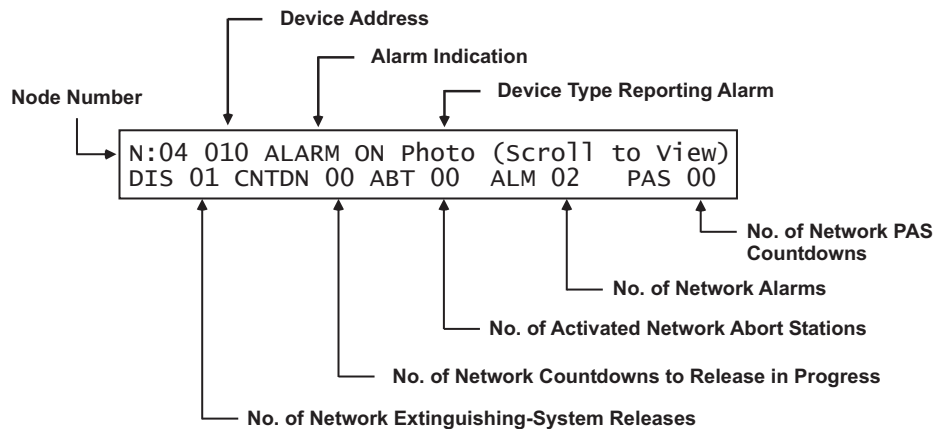 Device Address
Alarm Indication
Device Type Reporting Alarm
Node Number
N:04 010 ALARM ON Photo (Scroll to View)
DIS 01 CNTDN 00 ABT 00 ALM 02 PAS 00
No. of Network PAS
Countdowns
No. of Network Alarms
No. of Activated Network Abort Stations
No. of Network Countdowns to Release in Progress
No. of Network Extinguishing-System Releases